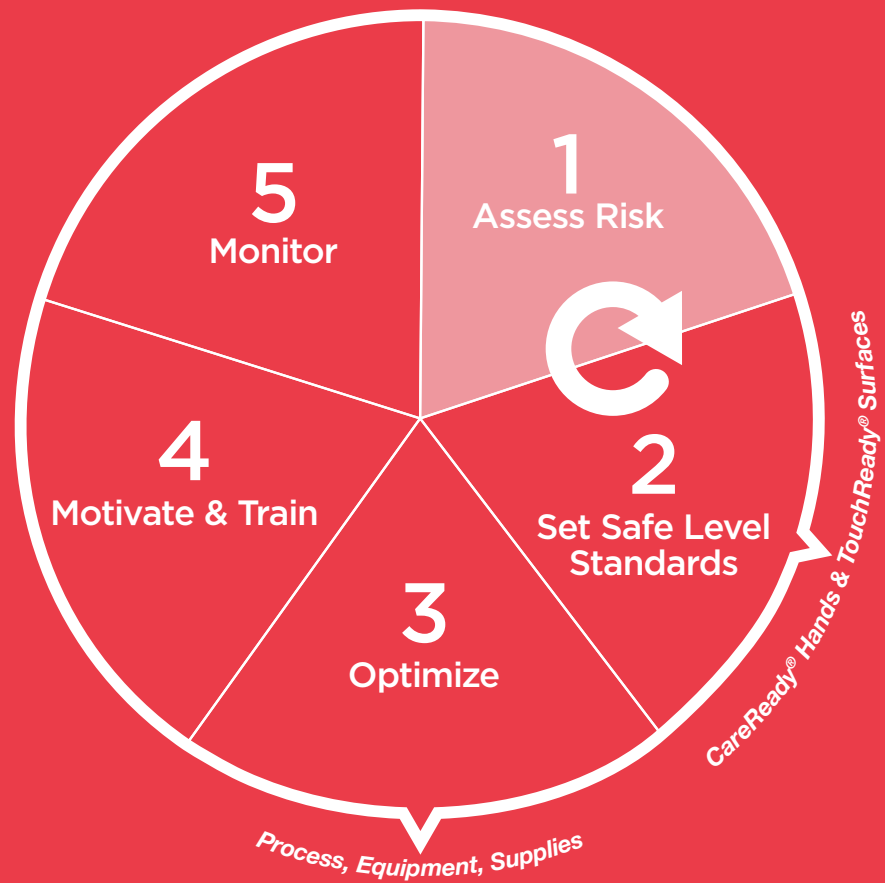 1
Assess Risk
2
Set Safe Level
Standards
CareReady® Hands & TouchReady® Surfaces
3
Optimize
Process, Equipment, Supplies
4
Motivate & Train
5
Monitor